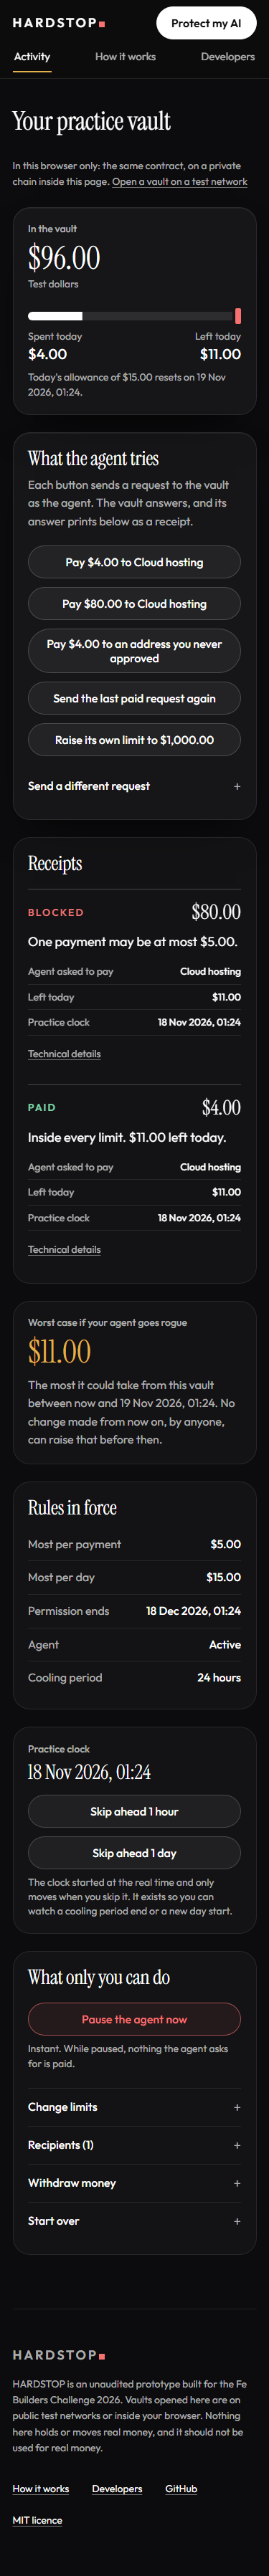 HARDSTOP
Protect my AI
Activity
How it works
Developers
Your practice vault
In this browser only: the same contract, on a private
chain inside this page. Open a vault on a test network
In the vault
$96.00
Test dollars
Spent today
Left today
$4.00
$11.00
Today's allowance of $15.00 resets on 19 Nov
2026, 01:24.
What the agent tries
Each button sends a request to the vault
as the agent. The vault answers, and its
answer prints below as a receipt.
Pay $4.00 to Cloud hosting
Pay $80.00 to Cloud hosting
Pay $4.00 to an address you never
approved
Send the last paid request again
Raise its own limit to $1,000.00
Send a different request +
Receipts
BLOCKED $80.00
One payment may be at most $5.00.
Agent asked to pay Cloud hosting
Left today $11.00
Practice clock 18 Nov 2026, 01:24
Technical details
PAID $4.00
Inside every limit. $11.00 left today.
Agent asked to pay Cloud hosting
Left today $11.00
Practice clock 18 Nov 2026, 01:24
Technical details
Worst case if your agent goes rogue
$11.00
The most it could take from this vault
between now and 19 Nov 2026, 01:24. No
change made from now on, by anyone,
can raise that before then.
Rules in force
Most per payment $5.00
Most per day $15.00
Permission ends 18 Dec 2026, 01:24
Agent Active
Cooling period 24 hours
Practice clock
18 Nov 2026, 01:24
Skip ahead 1 hour
Skip ahead 1 day
The clock started at the real time and only
moves when you skip it. It exists so you can
watch a cooling period end or a new day start.
What only you can do
Pause the agent now
Instant. While paused, nothing the agent asks
for is paid.
Change limits +
Recipients (1) +
Withdraw money +
Start over +
HARDSTOP
HARDSTOP is an unaudited prototype built for the Fe
Builders Challenge 2026. Vaults opened here are on
public test networks or inside your browser. Nothing
here holds or moves real money, and it should not be
used for real money.
How it works
Developers
GitHub
MIT licence